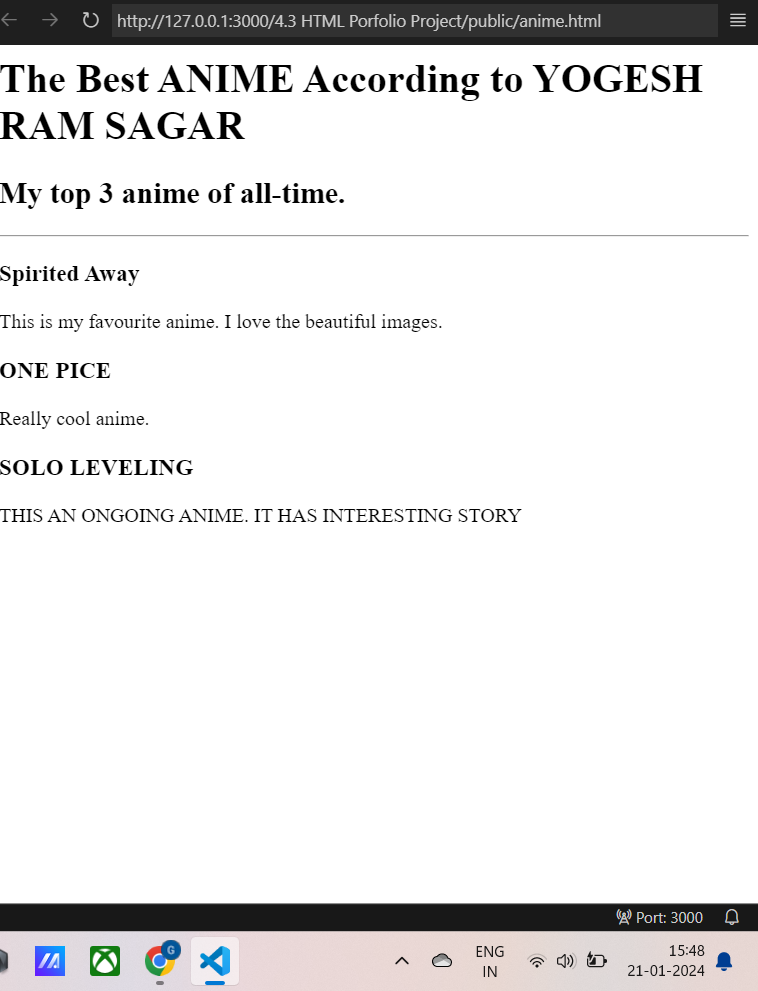 http://127.0.0.1:3000/4.3 HTML Porfolio Project/public/anime.html
The Best ANIME According to YOGESH
RAM SAGAR
My top 3 anime of all-time.
Spirited Away
This is my favourite anime. I love the beautiful images.
ONE PICE
Really cool anime.
SOLO LEVELING
THIS AN ONGOING ANIME. IT HAS INTERESTING STORY
Port: 3000
G
ENG
IN
15:48
21-01-2024